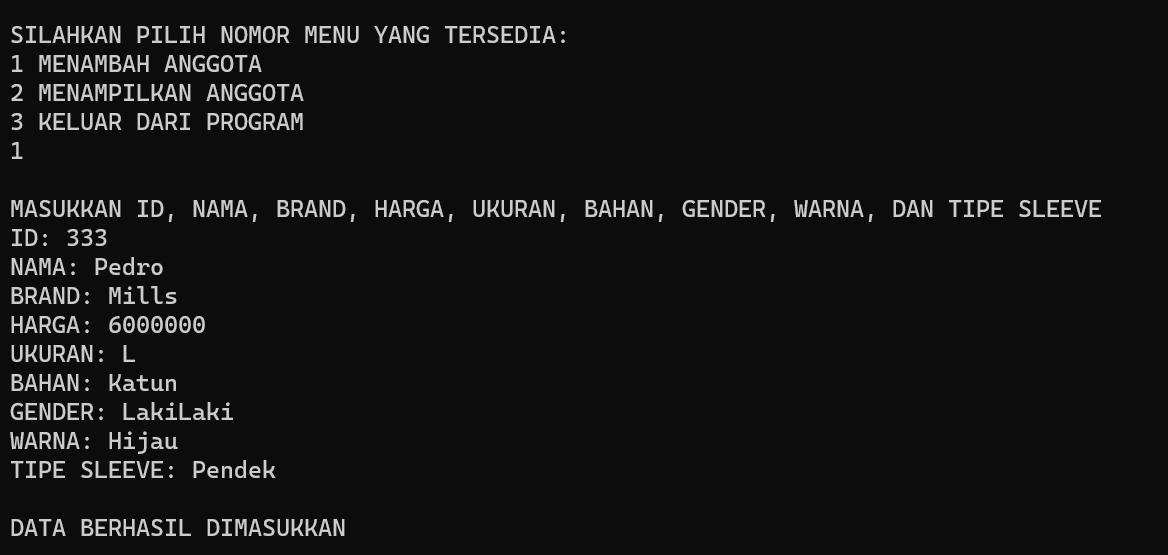 SILAHKAN PILIH NOMOR MENU YANG TERSEDIA:
1 MENAMBAH ANGGOTA
2 MENAMPILKAN ANGGOTA
3 KELUAR DARI PROGRAM
1
MASUKKAN ID, NAMA, BRAND, HARGA, UKURAN, BAHAN, GENDER, WARNA, DAN TIPE SLEEVE
ID: 333
NAMA: Pedro
BRAND: Mills
HARGA: 6000000
UKURAN: L
BAHAN: Katun
GENDER: LakiLaki
WARNA: Hijau
TIPE SLEEVE: Pendek
DATA BERHASIL DIMASUKKAN